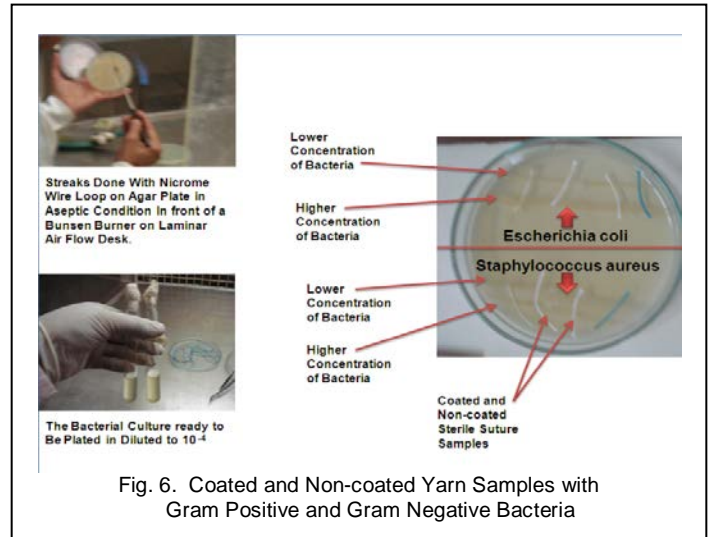 Streaks Done With Nicrome
Wire Loop on Agar Plate in
Aseptic Condition In front of a
Bunsen Burner on Laminar
Air Flow Desk.
The Bacterial Culture ready to
Be Plated in Diluted to 10⁻⁴
Lower
Concentration
of Bacteria
Higher
Concentration
of Bacteria
Escherichia coli
Staphylococcus aureus
Lower
Concentration
of Bacteria
Higher
Concentration
of Bacteria
Coated and
Non-coated
Sterile Suture
Samples
Fig. 6. Coated and Non-coated Yarn Samples with
Gram Positive and Gram Negative Bacteria